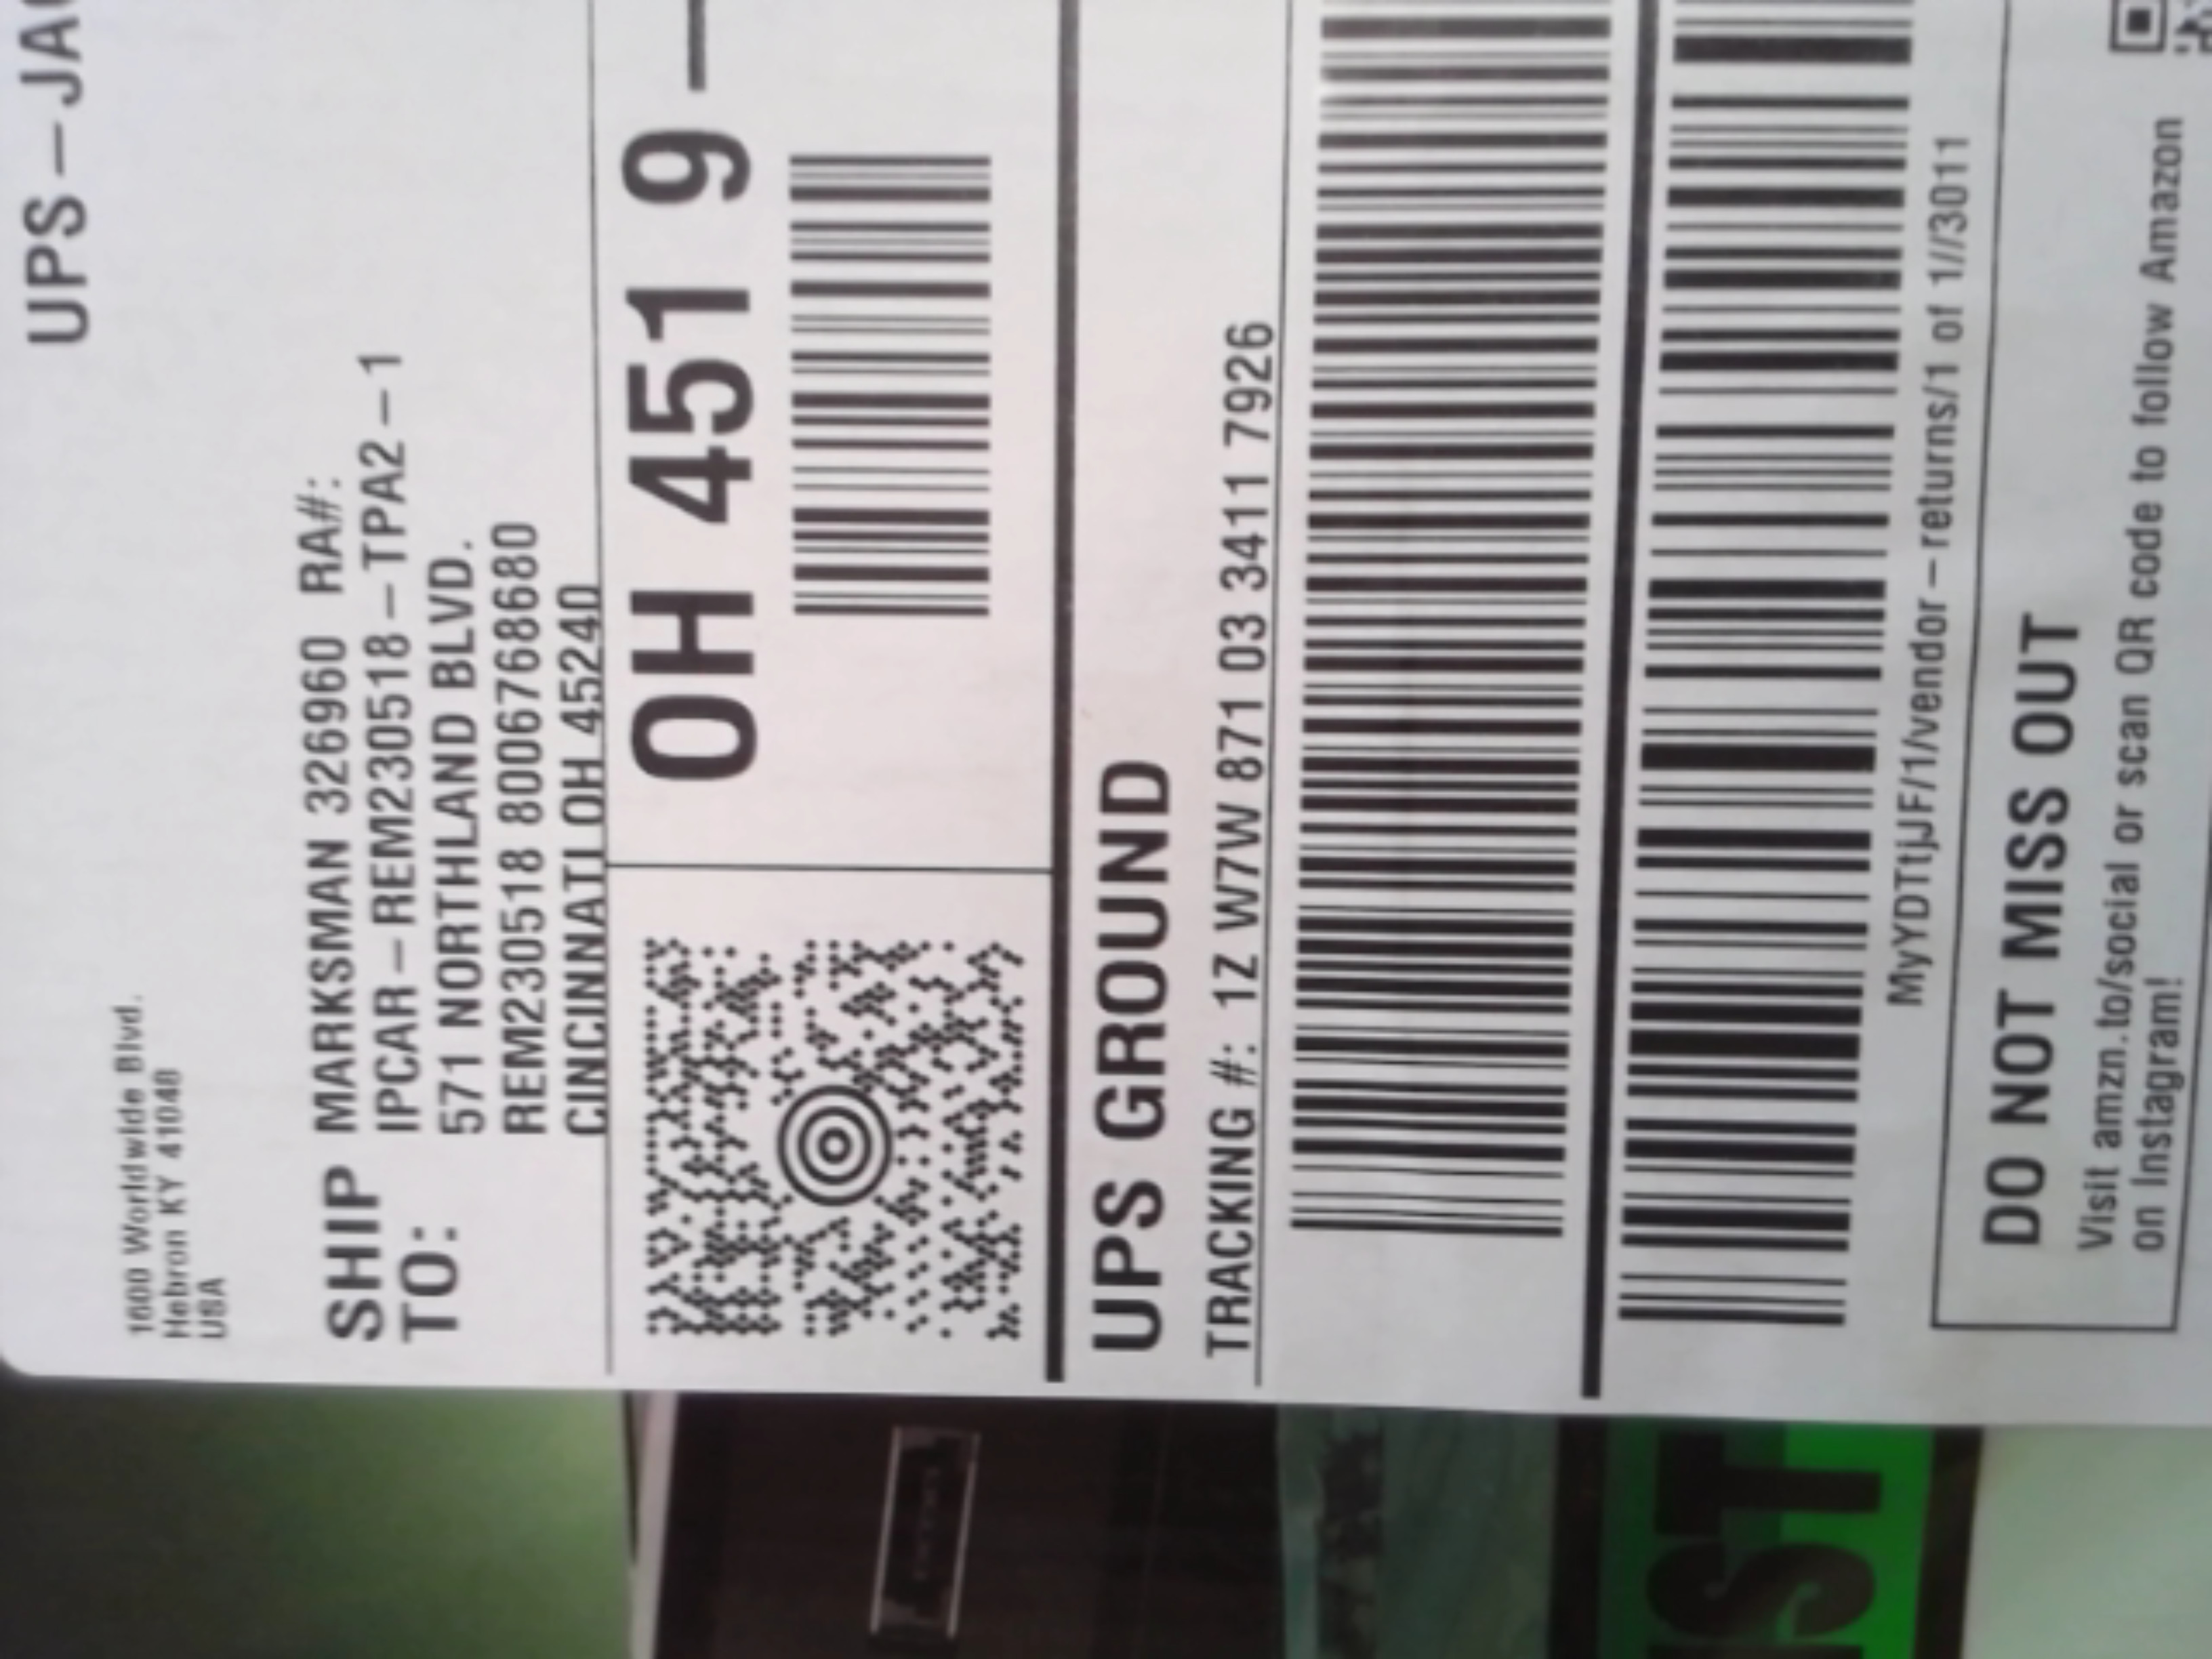 UPS-JA
1600 Worldwide Blvd.
Hebron KY 41048
USA
SHIP TO:
MARKSMAN 326960 RA#:
IPCAR-REM230518-TPA2-1
571 NORTHLAND BLVD.
REM230518 8006768680
CINCINNATI OH 45240
OH 451 9-
UPS GROUND
TRACKING #: 1Z W7W 871 03 3411 7926
MyYDTtjJF/1/vendor-returns/1 of 1//3011
DO NOT MISS OUT
Visit amzn.to/social or scan QR code to follow Amazon
on Instagram!
IST